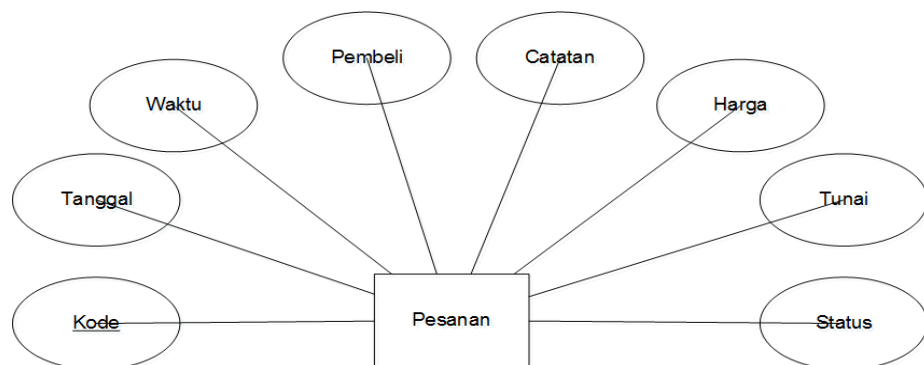 Pembeli
Catatan
Waktu
Harga
Tanggal
Tunai
Kode
Pesanan
Status